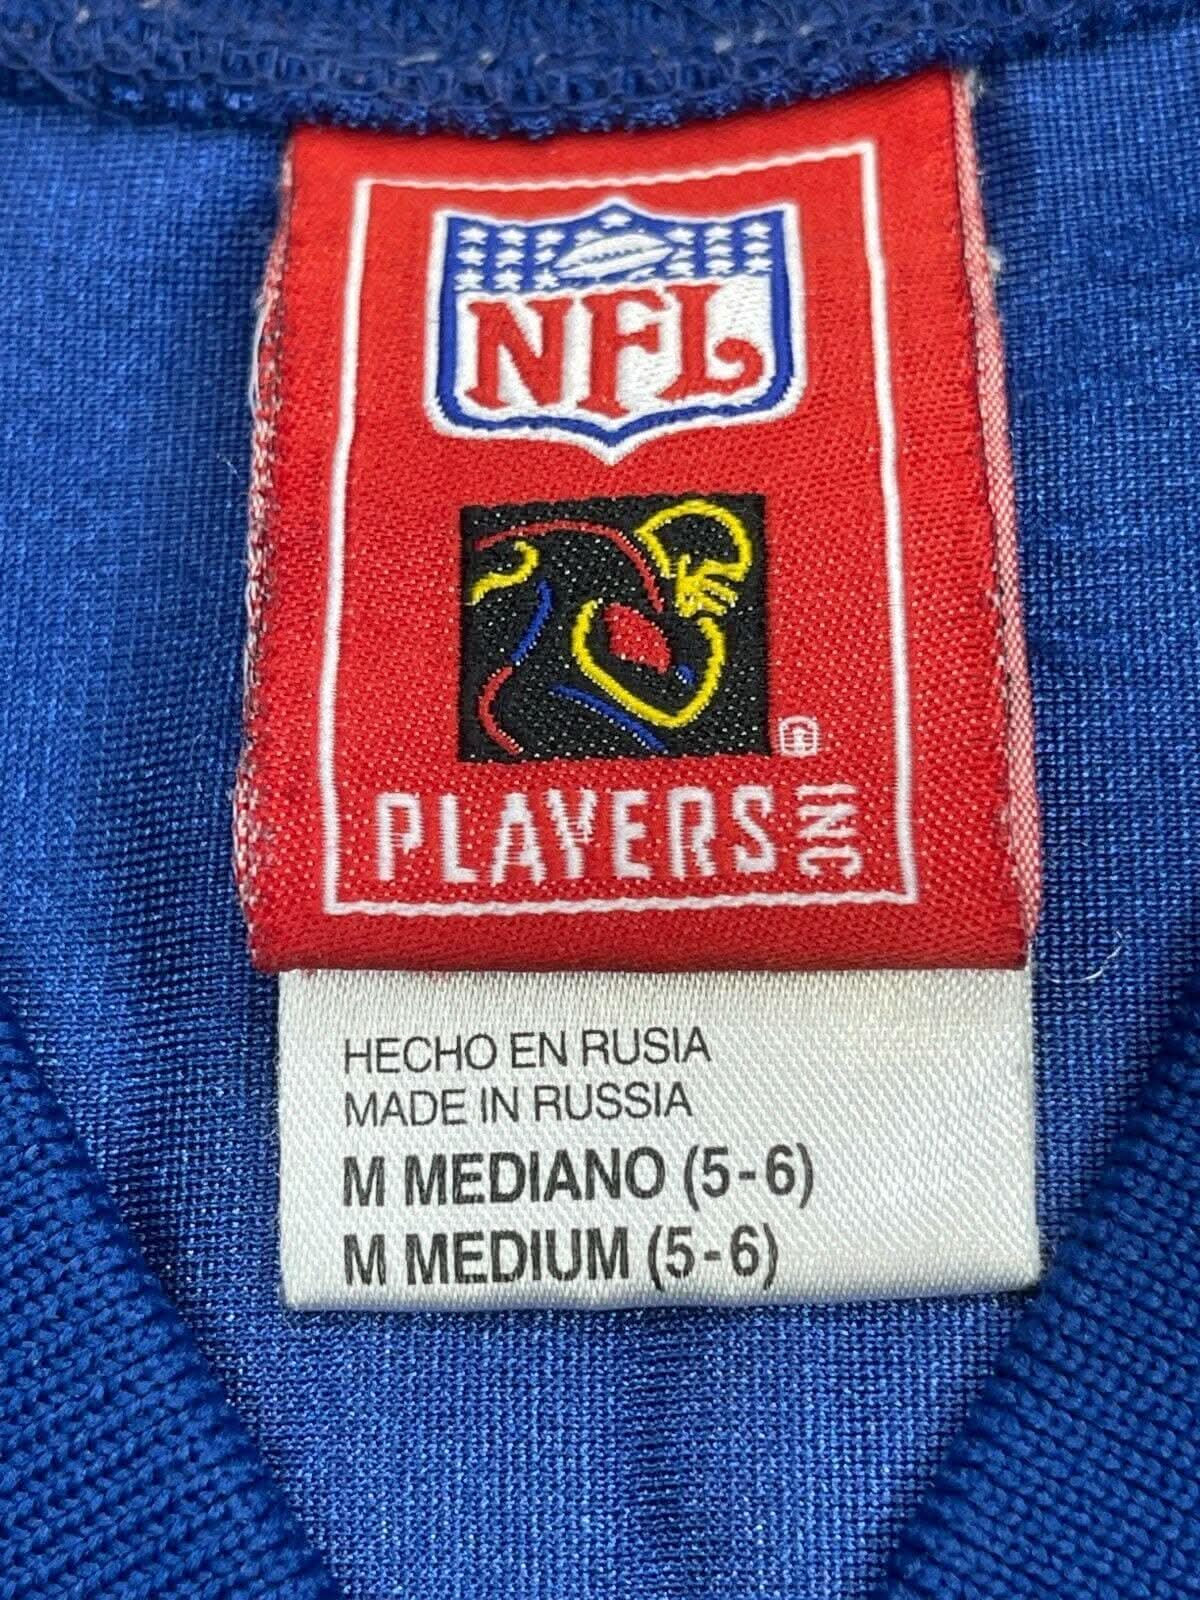 NFL
PLAYERS INC
HECHO EN RUSIA
MADE IN RUSSIA
M MEDIANO (5-6)
M MEDIUM (5-6)